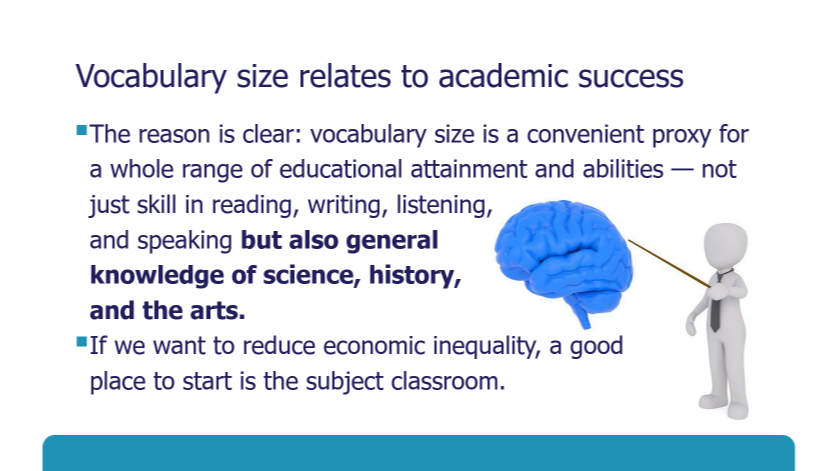 Vocabulary size relates to academic success
The reason is clear: vocabulary size is a convenient proxy for
a whole range of educational attainment and abilities — not
just skill in reading, writing, listening,
and speaking but also general
knowledge of science, history,
and the arts.
If we want to reduce economic inequality, a good
place to start is the subject classroom.